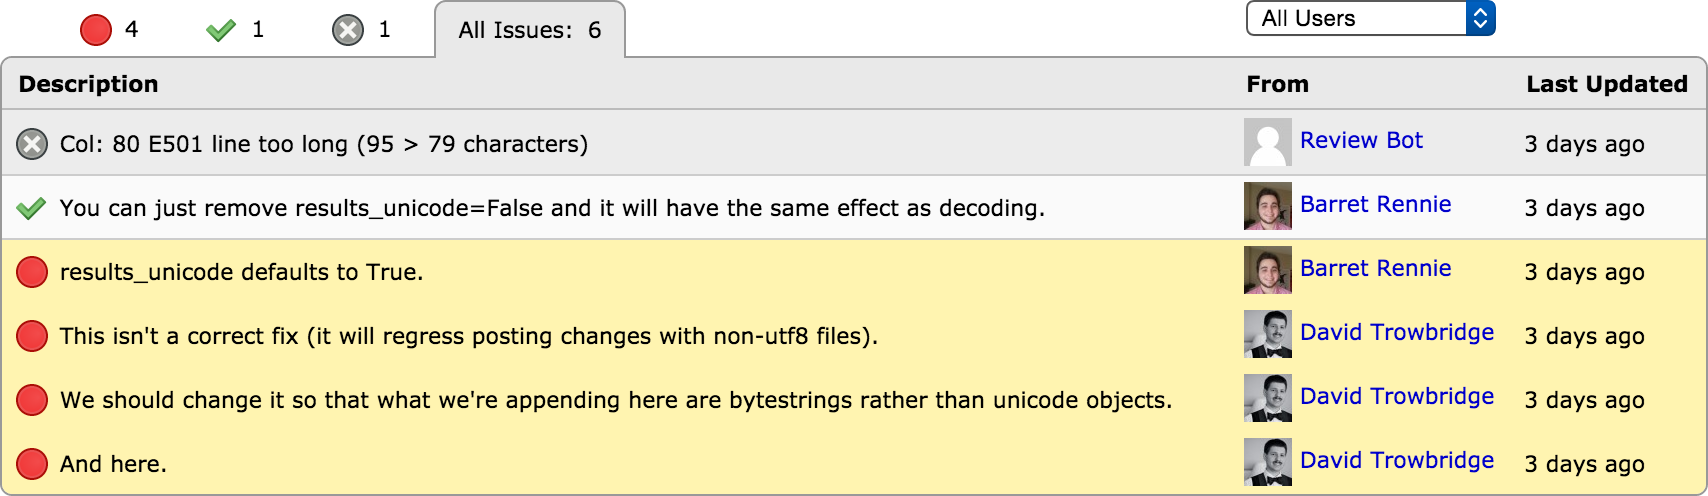 4 1 1 All Issues: 6 All Users
Description From Last Updated
Col: 80 E501 line too long (95 > 79 characters) Review Bot 3 days ago
You can just remove results_unicode=False and it will have the same effect as decoding. Barret Rennie 3 days ago
results_unicode defaults to True. Barret Rennie 3 days ago
This isn't a correct fix (it will regress posting changes with non-utf8 files). David Trowbridge 3 days ago
We should change it so that what we're appending here are bytestrings rather than unicode objects. David Trowbridge 3 days ago
And here. David Trowbridge 3 days ago